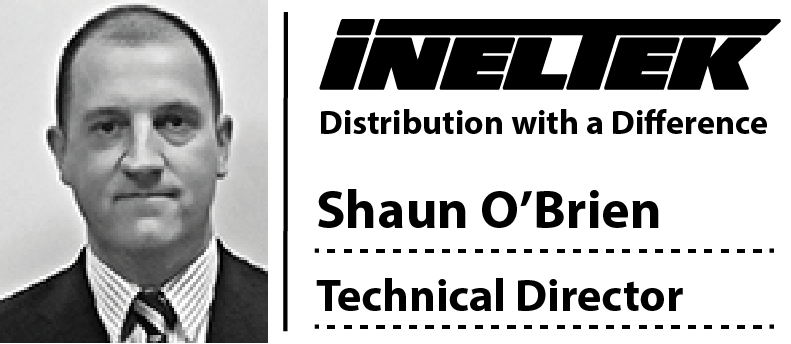 INELTEK
Distribution with a Difference
Shaun O'Brien
Technical Director